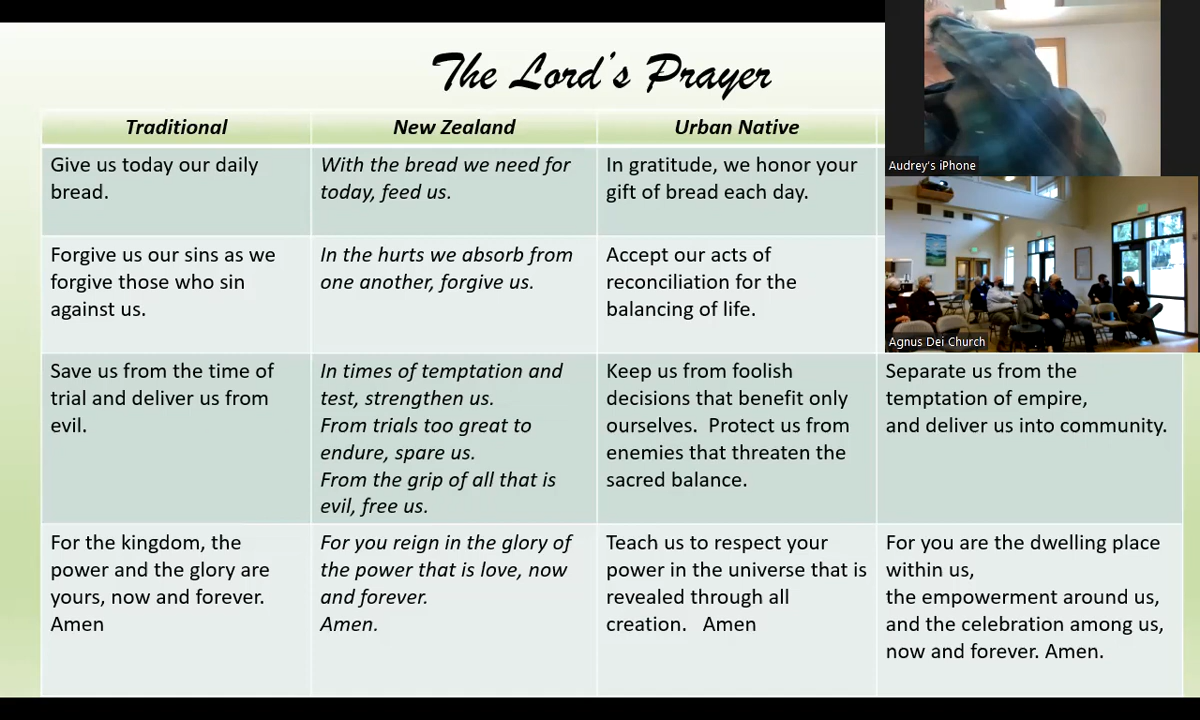 The Lord's Prayer
Traditional
New Zealand
Urban Native
Give us today our daily
bread.
With the bread we need for
today, feed us.
In gratitude, we honor your
gift of bread each day.
Forgive us our sins as we
forgive those who sin
against us.
In the hurts we absorb from
one another, forgive us.
Accept our acts of
reconciliation for the
balancing of life.
Save us from the time of
trial and deliver us from
evil.
In times of temptation and
test, strengthen us.
From trials too great to
endure, spare us.
From the grip of all that is
evil, free us.
Keep us from foolish
decisions that benefit only
ourselves.  Protect us from
enemies that threaten the
sacred balance.
Separate us from the
temptation of empire,
and deliver us into community.
For the kingdom, the
power and the glory are
yours, now and forever.
Amen
For you reign in the glory of
the power that is love, now
and forever.
Amen.
Teach us to respect your
power in the universe that is
revealed through all
creation.   Amen
For you are the dwelling place
within us,
the empowerment around us,
and the celebration among us,
now and forever. Amen.
Audrey's iPhone
Agnus Dei Church